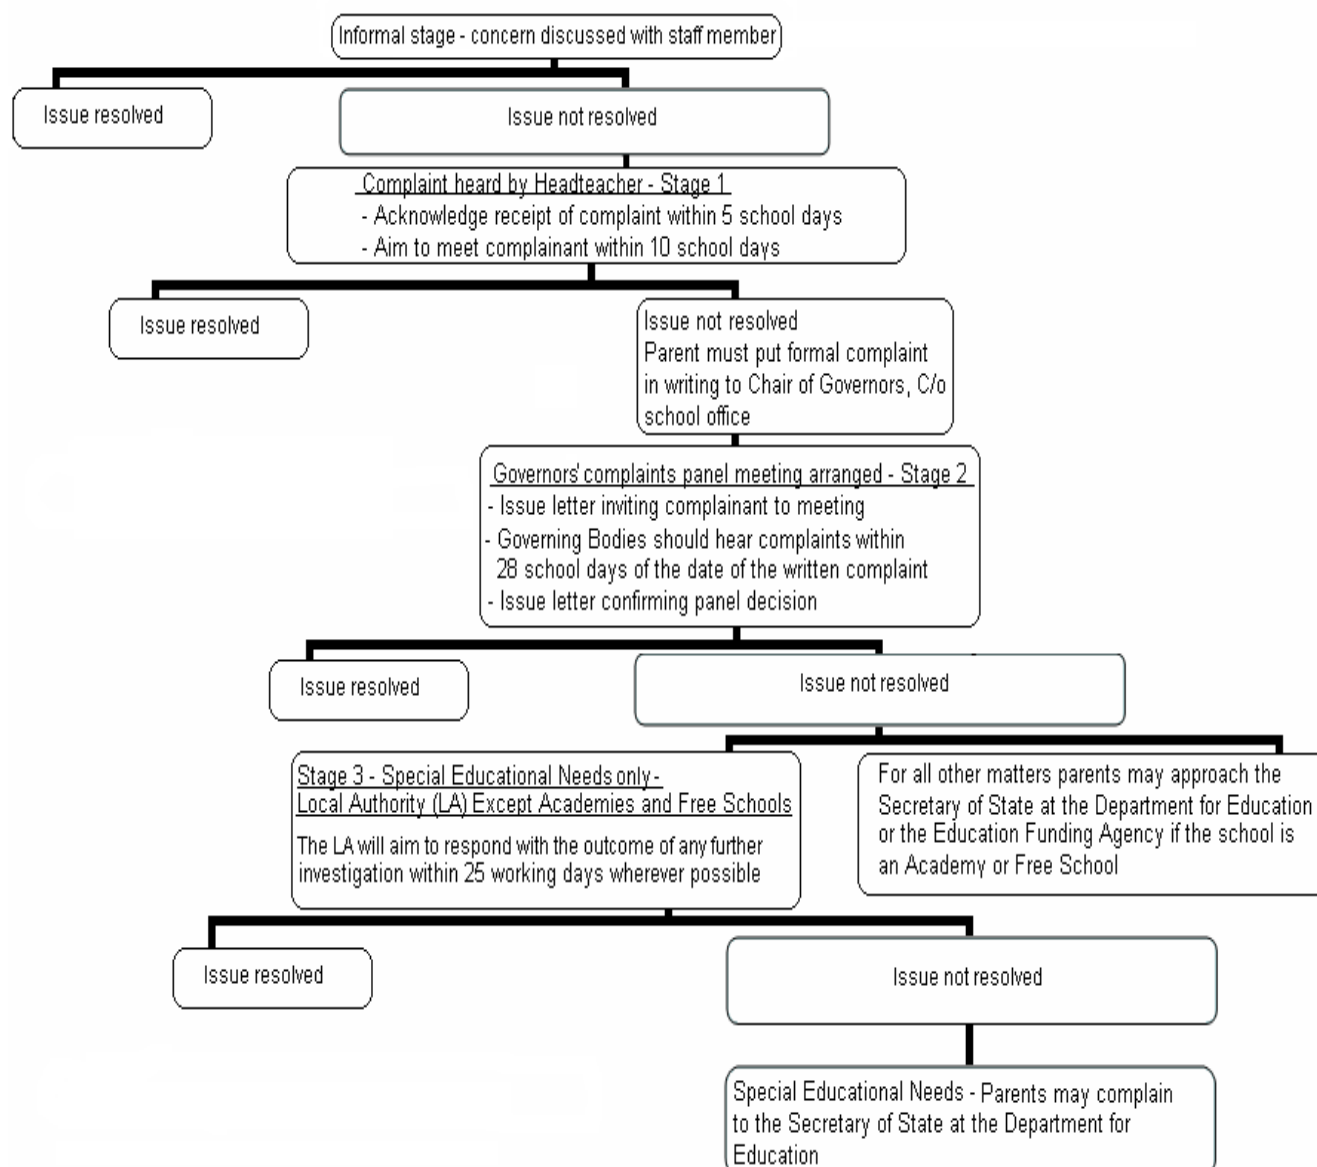 Informal stage - concern discussed with staff member
Issue resolved
Issue not resolved
Complaint heard by Headteacher - Stage 1
- Acknowledge receipt of complaint within 5 school days
- Aim to meet complainant within 10 school days
Issue resolved
Issue not resolved
Parent must put formal complaint
in writing to Chair of Governors, C/o
school office
Governors' complaints panel meeting arranged - Stage 2
- Issue letter inviting complainant to meeting
- Governing Bodies should hear complaints within
28 school days of the date of the written complaint
- Issue letter confirming panel decision
Issue resolved
Issue not resolved
Stage 3 - Special Educational Needs only -
Local Authority (LA) Except Academies and Free Schools
The LA will aim to respond with the outcome of any further
investigation within 25 working days wherever possible
For all other matters parents may approach the
Secretary of State at the Department for Education
or the Education Funding Agency if the school is
an Academy or Free School
Issue resolved
Issue not resolved
Special Educational Needs - Parents may complain
to the Secretary of State at the Department for
Education